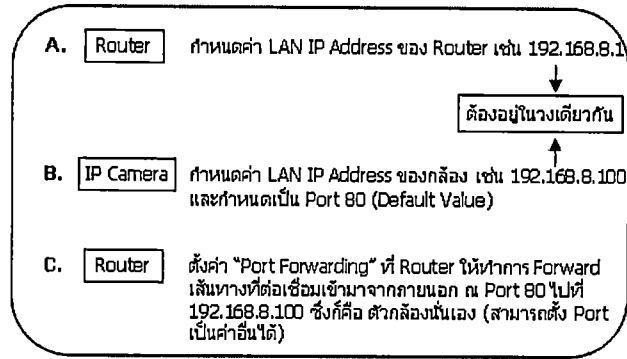 A. Router กำหนดค่า LAN IP Address ของ Router เช่น 192.168.8.1
ต้องอยู่ในวงเดียวกัน
B. IP Camera กำหนดค่า LAN IP Address ของกล้อง เช่น 192.168.8.100
และกำหนดเป็น Port 80 (Default Value)
C. Router ตั้งค่า "Port Forwarding" ที่ Router ให้ทำการ Forward
เส้นทางที่ต่อเชื่อมเข้ามาจากภายนอก ณ Port 80 ไปที่
192.168.8.100 ซึ่งก็คือ ตัวกล้องนั่นเอง (สามารถตั้ง Port
เป็นค่าอื่นได้)